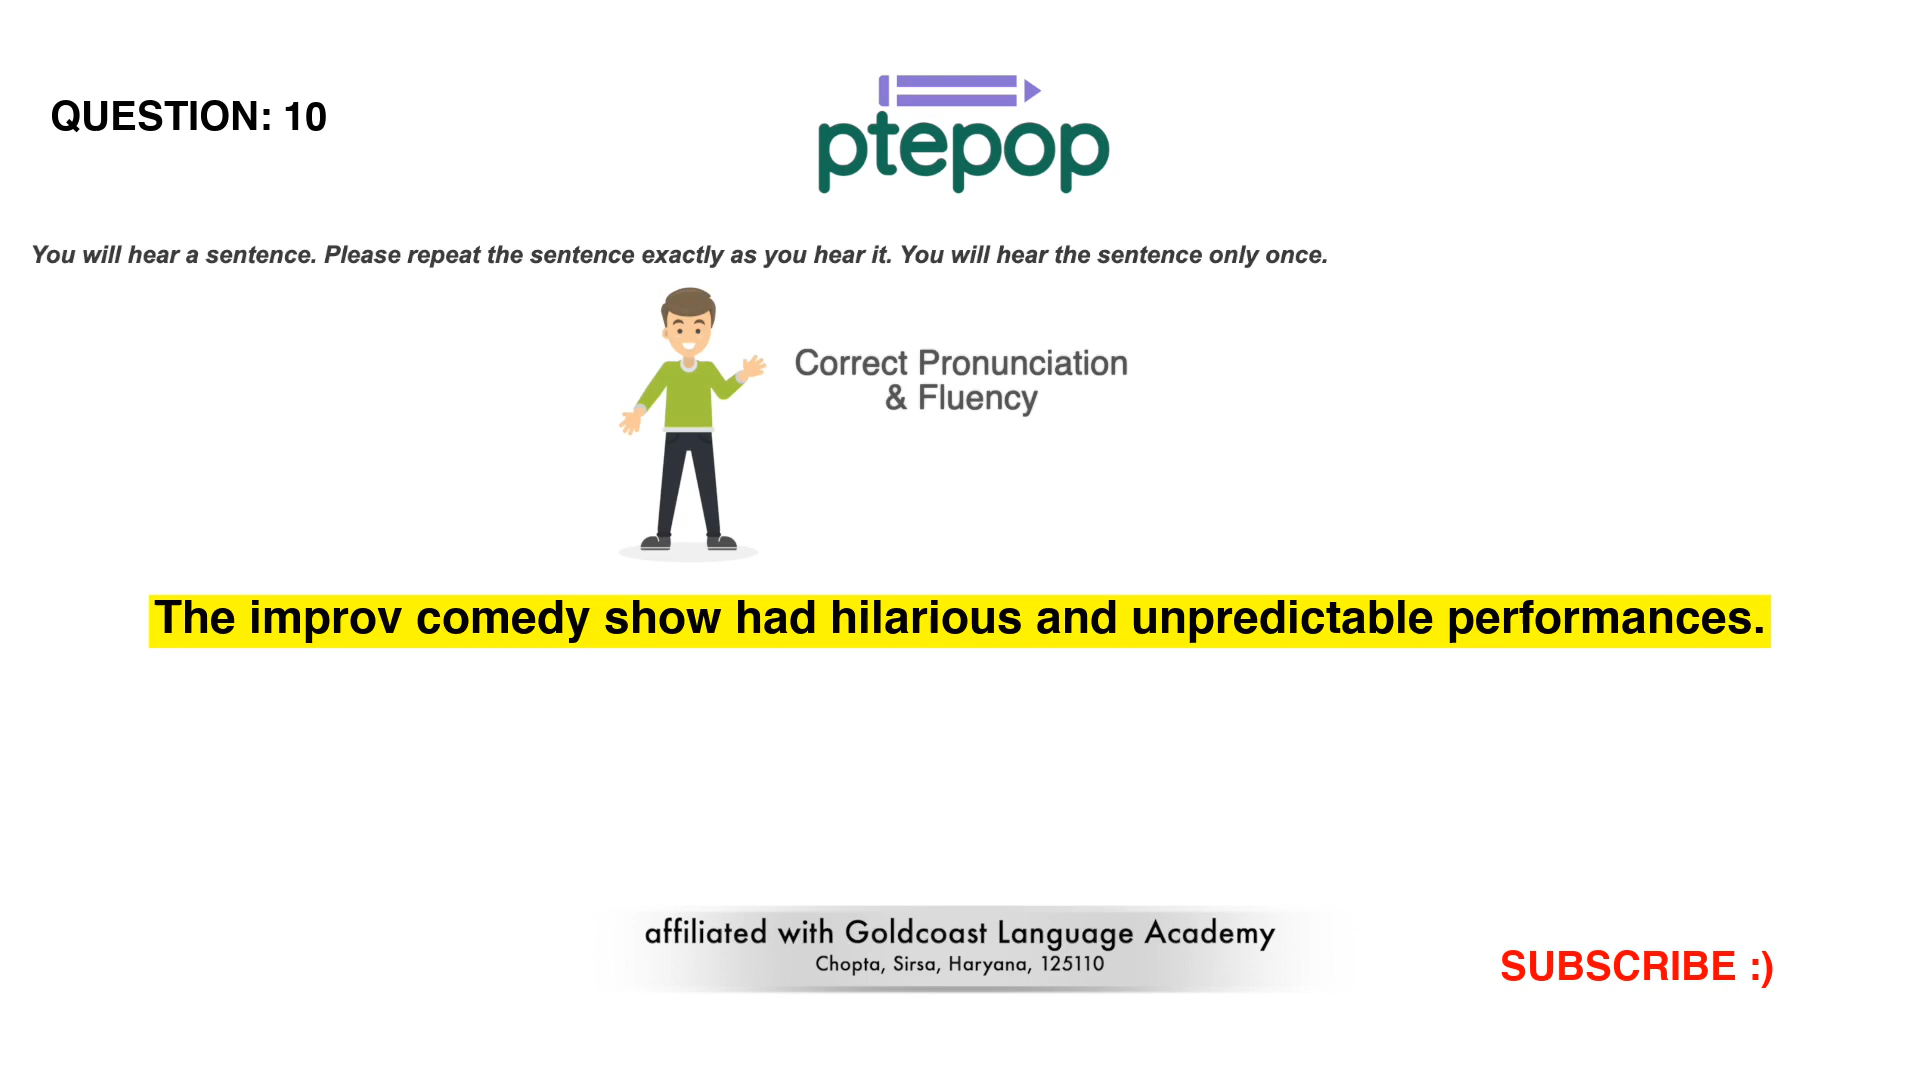 QUESTION: 10
ptepop
You will hear a sentence. Please repeat the sentence exactly as you hear it. You will hear the sentence only once.
Correct Pronunciation
& Fluency
The improv comedy show had hilarious and unpredictable performances.
affiliated with Goldcoast Language Academy
Chopta, Sirsa, Haryana, 125110
SUBSCRIBE :)